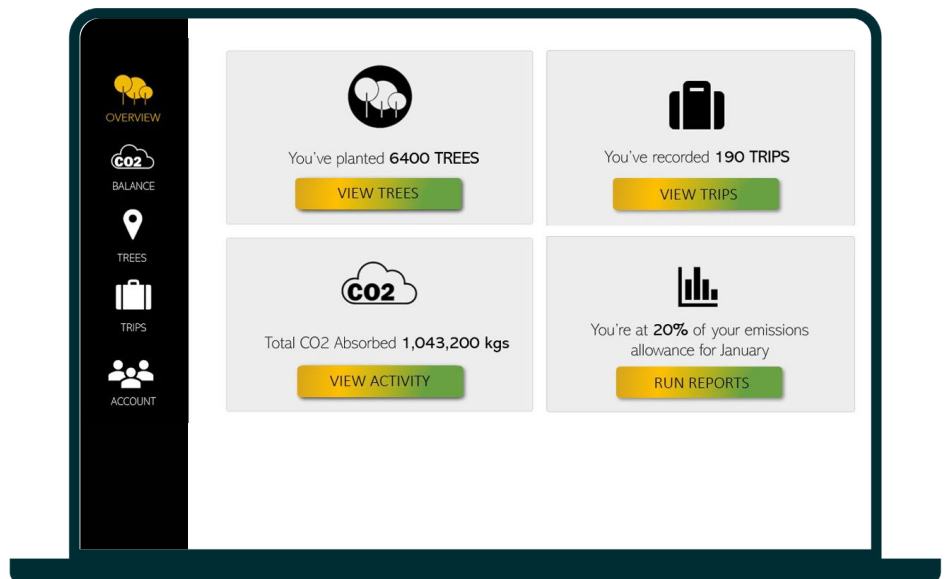 OVERVIEW
CO2
BALANCE
TREES
TRIPS
ACCOUNT
You've planted 6400 TREES
VIEW TREES
You've recorded 190 TRIPS
VIEW TRIPS
CO2
Total CO2 Absorbed 1,043,200 kgs
VIEW ACTIVITY
You're at 20% of your emissions
allowance for January
RUN REPORTS